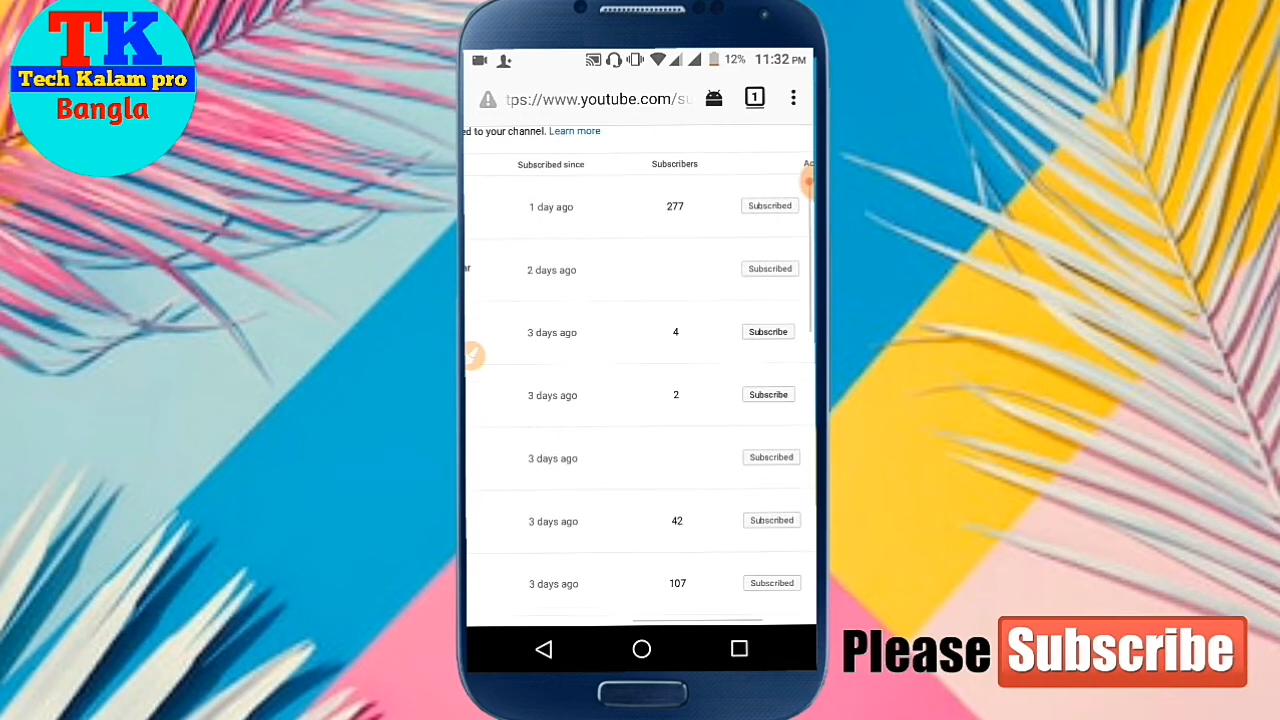 TK
Tech Kalam pro
Bangla
12% 11:32 PM
tps://www.youtube.com/su
1
ed to your channel. Learn more
Subscribed since Subscribers Ac
1 day ago 277 Subscribed
ar 2 days ago Subscribed
3 days ago 4 Subscribe
3 days ago 2 Subscribe
3 days ago Subscribed
3 days ago 42 Subscribed
3 days ago 107 Subscribed
Please Subscribe